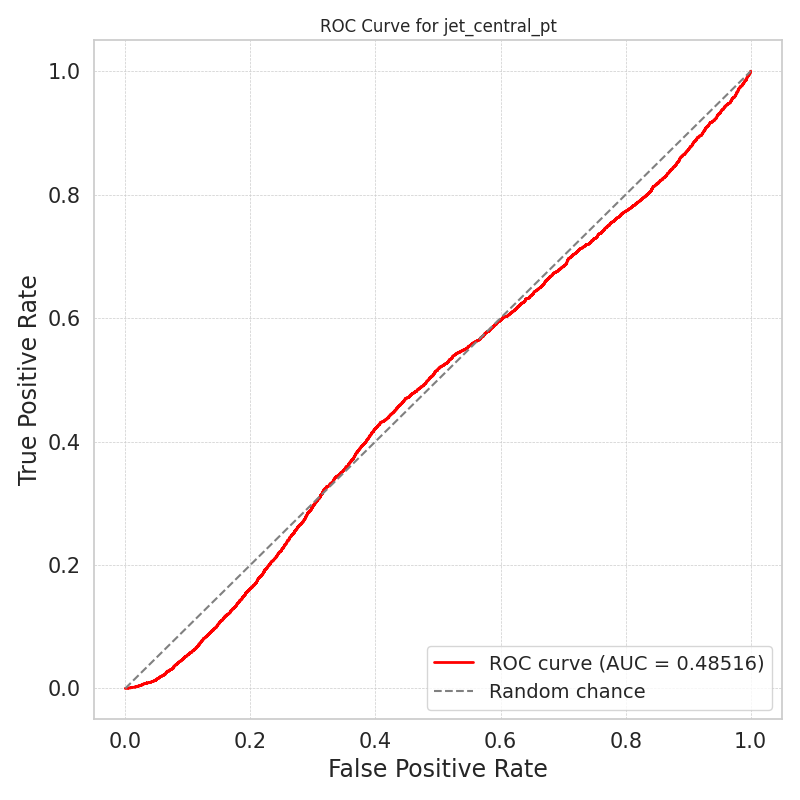 ROC Curve for jet_central_pt
True Positive Rate
1.0
0.8
0.6
0.4
0.2
0.0
ROC curve (AUC = 0.48516)
Random chance
0.0 0.2 0.4 0.6 0.8 1.0
False Positive Rate